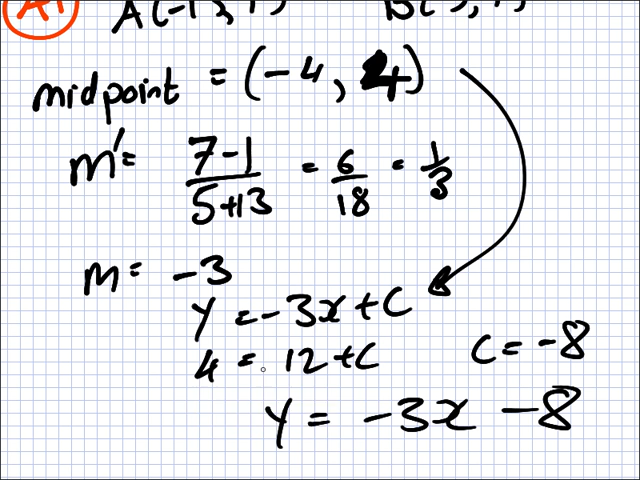 midpoint = (-4, 4)
m' = 7-1/5+13 = 6/18 = 1/3
m = -3
y = -3x + c
4 = 12 + c
c = -8
y = -3x - 8